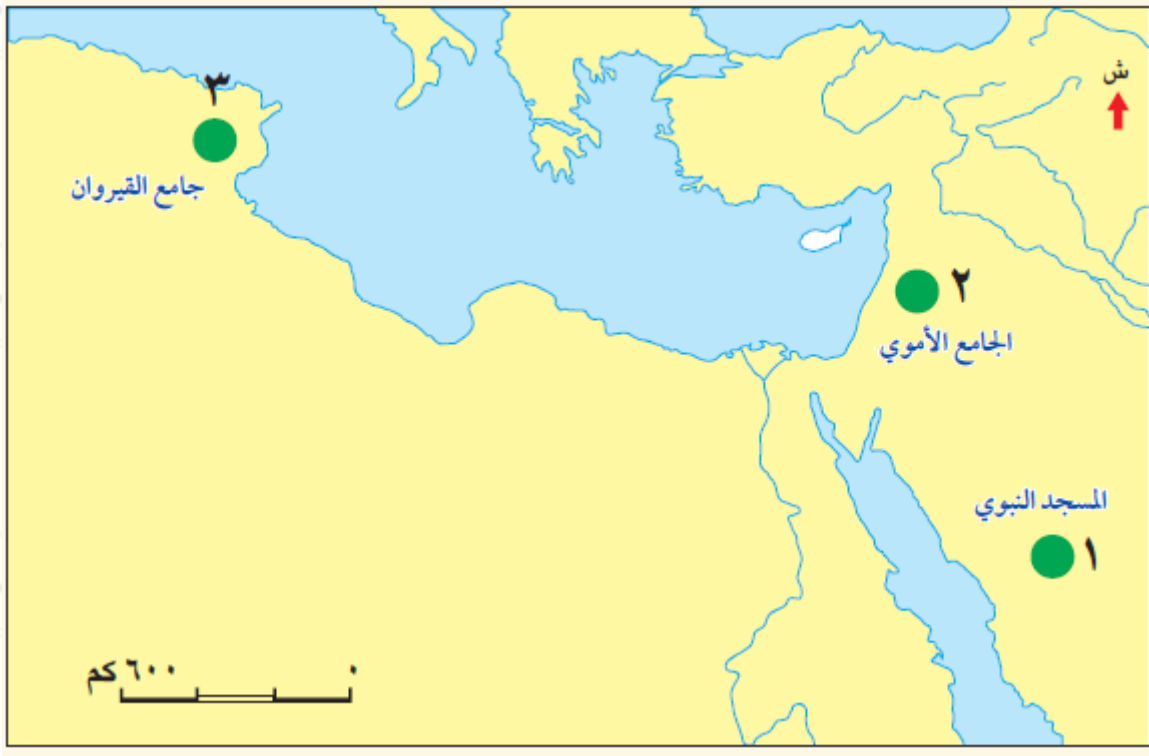 ش
٣
جامع القيروان
٢
الجامع الأموي
المسجد النبوي
١
٠ ٦٠٠ كم